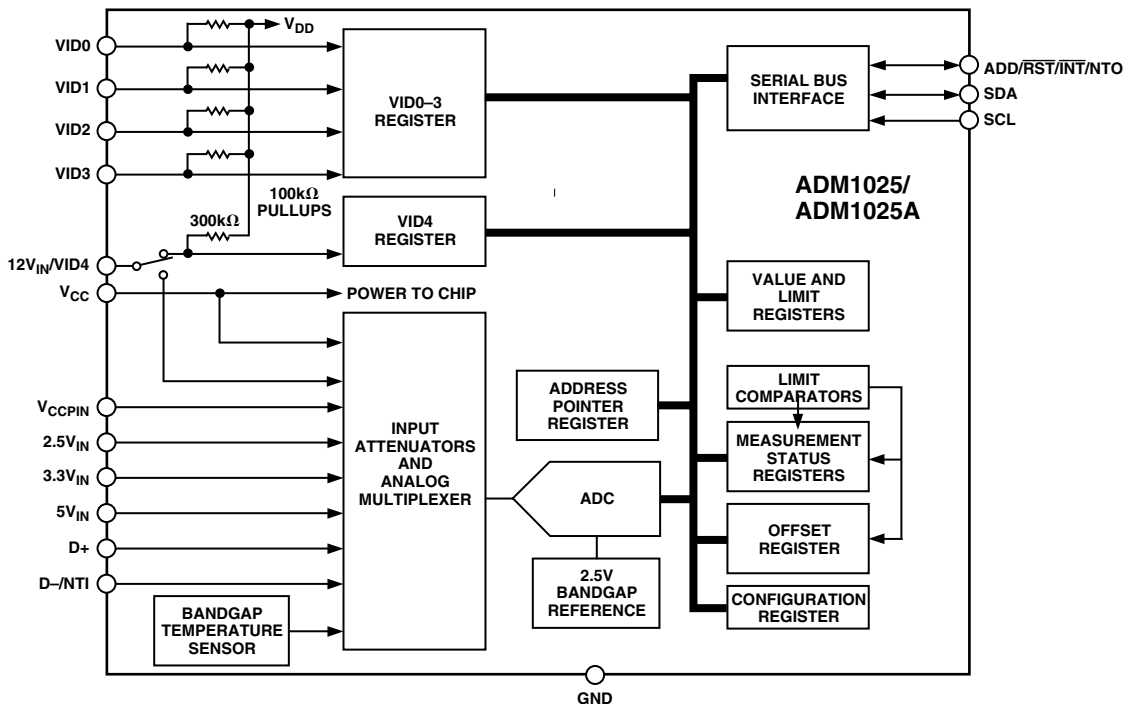 V_DD
VID0
VID1
VID2
VID3
VID0–3
REGISTER
100kΩ
PULLUPS
300kΩ
VID4
REGISTER
12V_IN/VID4
V_CC
POWER TO CHIP
V_CCPIN
2.5V_IN
3.3V_IN
5V_IN
D+
D–/NTI
INPUT
ATTENUATORS
AND
ANALOG
MULTIPLEXER
BANDGAP
TEMPERATURE
SENSOR
ADDRESS
POINTER
REGISTER
ADC
2.5V
BANDGAP
REFERENCE
SERIAL BUS
INTERFACE
ADD/RST/INT/NTO
SDA
SCL
ADM1025/
ADM1025A
VALUE AND
LIMIT
REGISTERS
LIMIT
COMPARATORS
MEASUREMENT
STATUS
REGISTERS
OFFSET
REGISTER
CONFIGURATION
REGISTER
GND